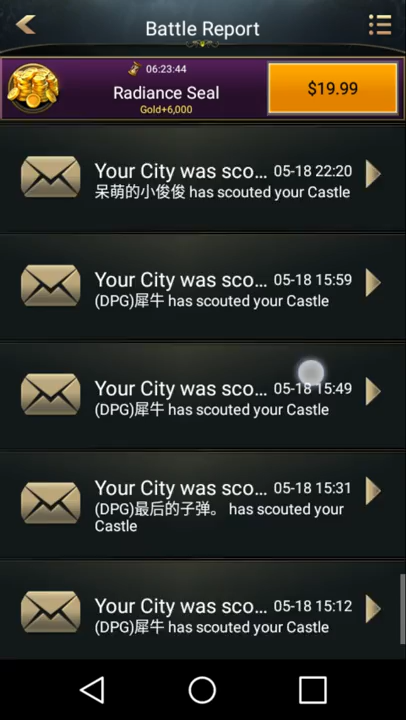 Battle Report
06:23:44
Radiance Seal
Gold+6,000
$19.99
Your City was sco... 05-18 22:20
呆萌的小俊俊 has scouted your Castle
Your City was sco... 05-18 15:59
(DPG)犀牛 has scouted your Castle
Your City was sco... 05-18 15:49
(DPG)犀牛 has scouted your Castle
Your City was sco... 05-18 15:31
(DPG)最后的子弹。 has scouted your
Castle
Your City was sco... 05-18 15:12
(DPG)犀牛 has scouted your Castle